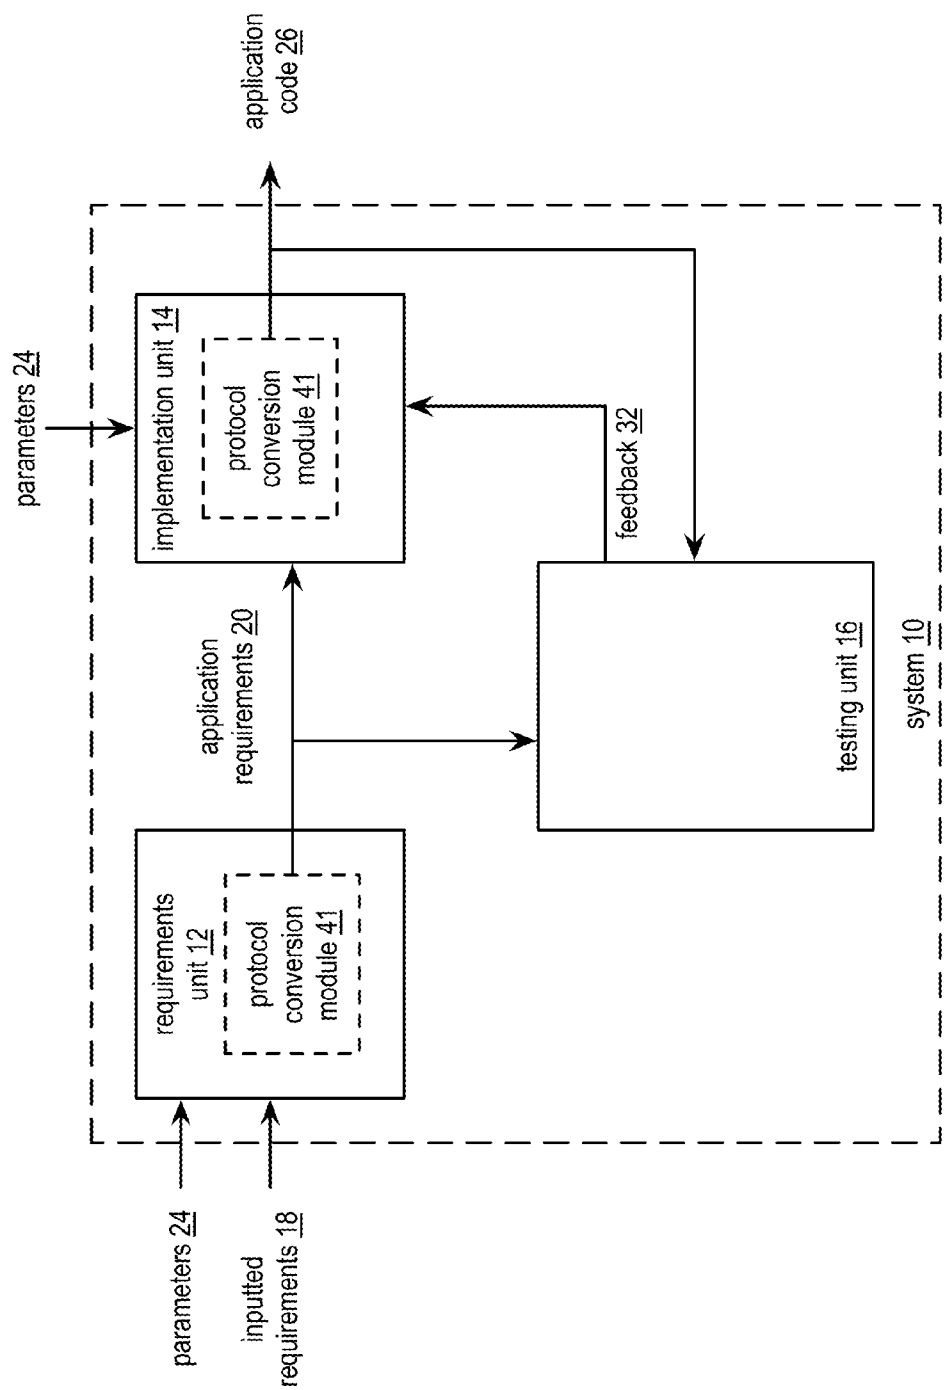 parameters 24
inputted
requirements 18
requirements
unit 12
protocol
conversion
module 41
application
requirements 20
parameters 24
implementation unit 14
protocol
conversion
module 41
application
code 26
feedback 32
testing unit 16
system 10